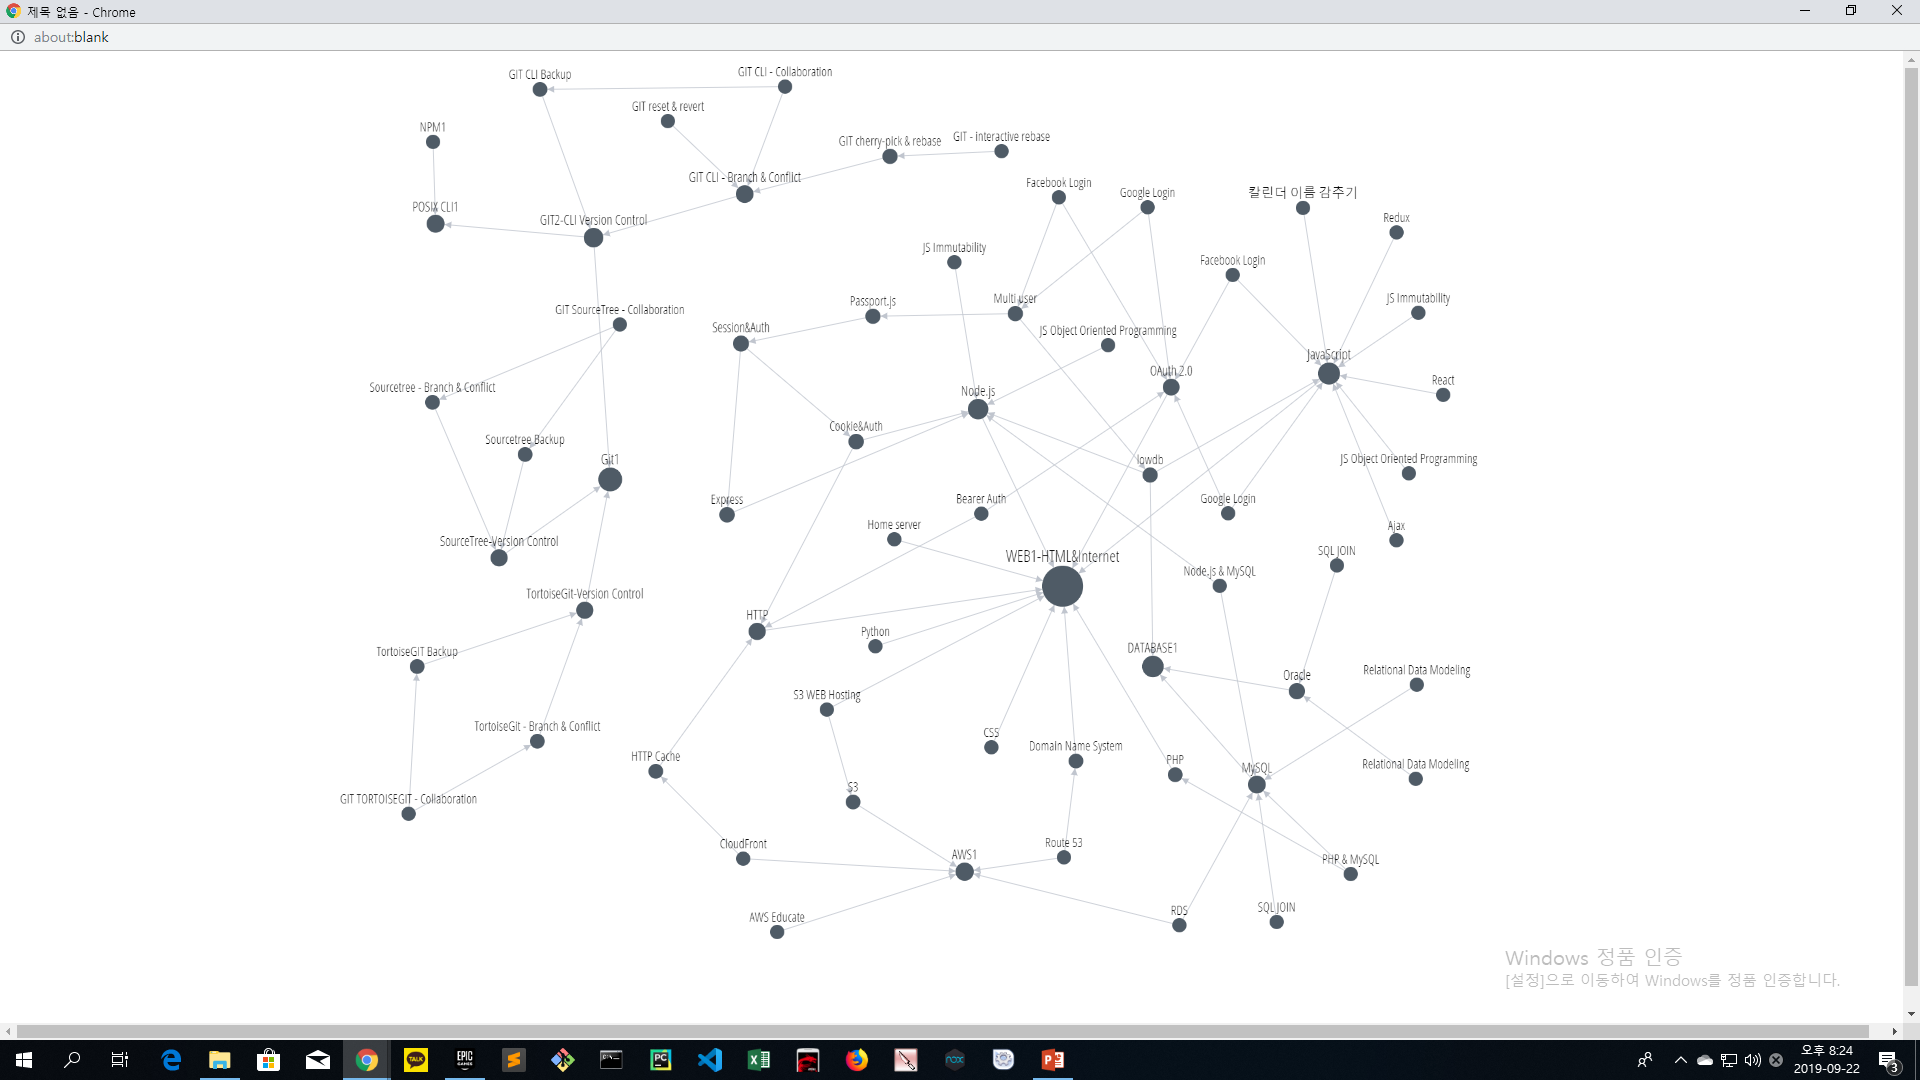 제목 없음 - Chrome
about:blank
GIT CLI Backup
GIT CLI - Collaboration
GIT reset & revert
NPM1
GIT cherry-pick & rebase
GIT - interactive rebase
GIT CLI - Branch & Conflict
Facebook Login
Google Login
칼린더 이름 감추기
POSIX CLI1
GIT2-CLI Version Control
Redux
JS Immutability
Facebook Login
GIT SourceTree - Collaboration
Session&Auth
Passport.js
Multi user
JS Immutability
JS Object Oriented Programming
JavaScript
Sourcetree - Branch & Conflict
Node.js
OAuth 2.0
React
Sourcetree Backup
Cookie&Auth
Git1
lowdb
JS Object Oriented Programming
Express
Bearer Auth
Google Login
Home server
Ajax
SourceTree-Version Control
WEB1-HTML&Internet
SQL JOIN
Node.js & MySQL
TortoiseGit-Version Control
HTTP
Python
TortoiseGIT Backup
DATABASE1
Oracle
Relational Data Modeling
S3 WEB Hosting
TortoiseGit - Branch & Conflict
CSS
Domain Name System
HTTP Cache
PHP
MySQL
Relational Data Modeling
GIT TORTOISEGIT - Collaboration
S3
CloudFront
AWS1
Route 53
PHP & MySQL
AWS Educate
RDS
SQL JOIN
Windows 정품 인증
[설정]으로 이동하여 Windows를 정품 인증합니다.
TALK
EPIC GAMES
PC
nox
오후 8:24
2019-09-22
3